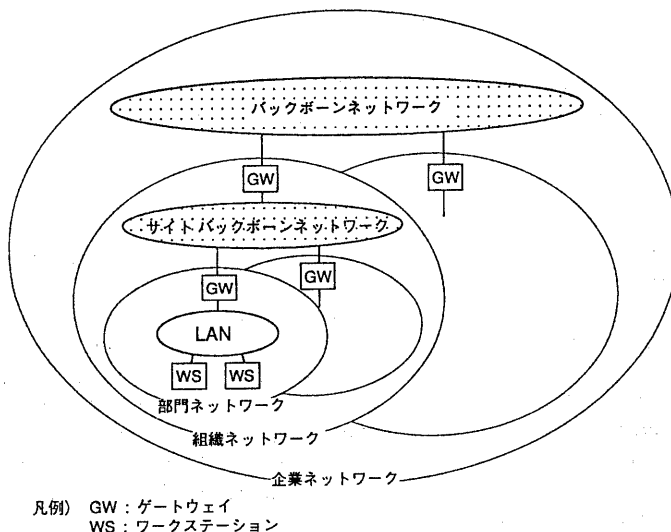 バックボーンネットワーク
GW
GW
サイトバックボーンネットワーク
GW
GW
LAN
WS
WS
部門ネットワーク
組織ネットワーク
企業ネットワーク
凡例) GW : ゲートウェイ
WS : ワークステーション